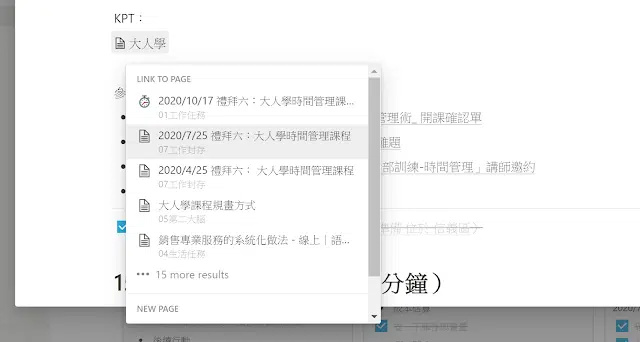 KPT：
大人學
LINK TO PAGE
2020/10/17 禮拜六：大人學時間管理課...
01工作任務
管理術_ 開課確認單
2020/7/25 禮拜六：大人學時間管理課程
07工作封存
難題
2020/4/25 禮拜六： 大人學時間管理課程
07工作封存
部訓練-時間管理」講師邀約
大人學課程規畫方式
05第二大腦
銷售專業服務的系統化做法 - 線上｜語...
04生活任務
15 more results
分鐘）
NEW PAGE
後續行動